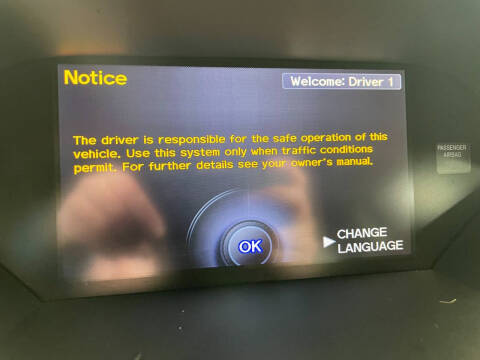 Notice
Welcome: Driver 1
The driver is responsible for the safe operation of this
vehicle. Use this system only when traffic conditions
permit. For further details see your owner's manual.
PASSENGER
AIRBAG
OK
CHANGE
LANGUAGE